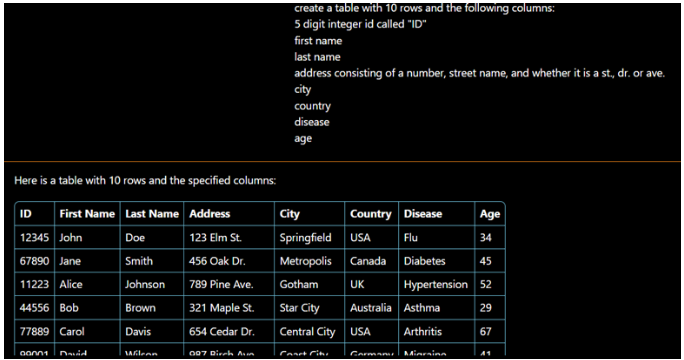 create a table with 10 rows and the following columns:
5 digit integer id called "ID"
first name
last name
address consisting of a number, street name, and whether it is a st., dr. or ave.
city
country
disease
age
Here is a table with 10 rows and the specified columns:
ID First Name Last Name Address City Country Disease Age
12345 John Doe 123 Elm St. Springfield USA Flu 34
67890 Jane Smith 456 Oak Dr. Metropolis Canada Diabetes 45
11223 Alice Johnson 789 Pine Ave. Gotham UK Hypertension 52
44556 Bob Brown 321 Maple St. Star City Australia Asthma 29
77889 Carol Davis 654 Cedar Dr. Central City USA Arthritis 67
99001 David Wilson 987 Birch Ave. Coast City Germany Migraine 41